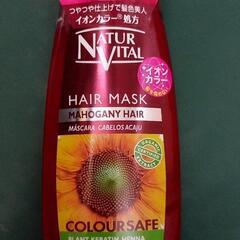 つやつや仕上げで髪色美人
イオンカラー®処方
NATUR
VITAL
イオン
カラー
HAIR MASK
MAHOGANY HAIR
MÁSCARA CABELOS ACAJU
COLOURSAFE
PLANT KERATIN HENNA